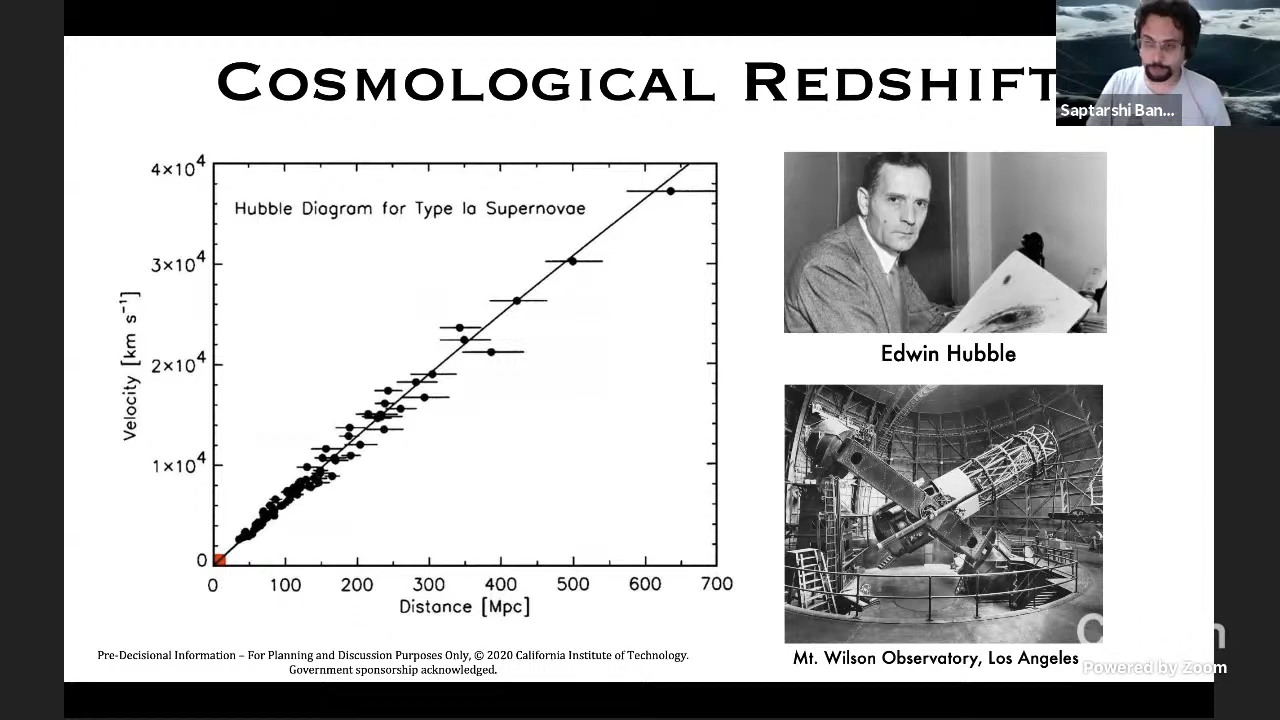 COSMOLOGICAL REDSHIFT
Saptarshi Ban...
Hubble Diagram for Type Ia Supernovae
4×10⁴
3×10⁴
2×10⁴
1×10⁴
0
Velocity [km s⁻¹]
0 100 200 300 400 500 600 700
Distance [Mpc]
Edwin Hubble
Mt. Wilson Observatory, Los Angeles
Pre-Decisional Information – For Planning and Discussion Purposes Only, © 2020 California Institute of Technology.
Government sponsorship acknowledged.
Powered by Zoom